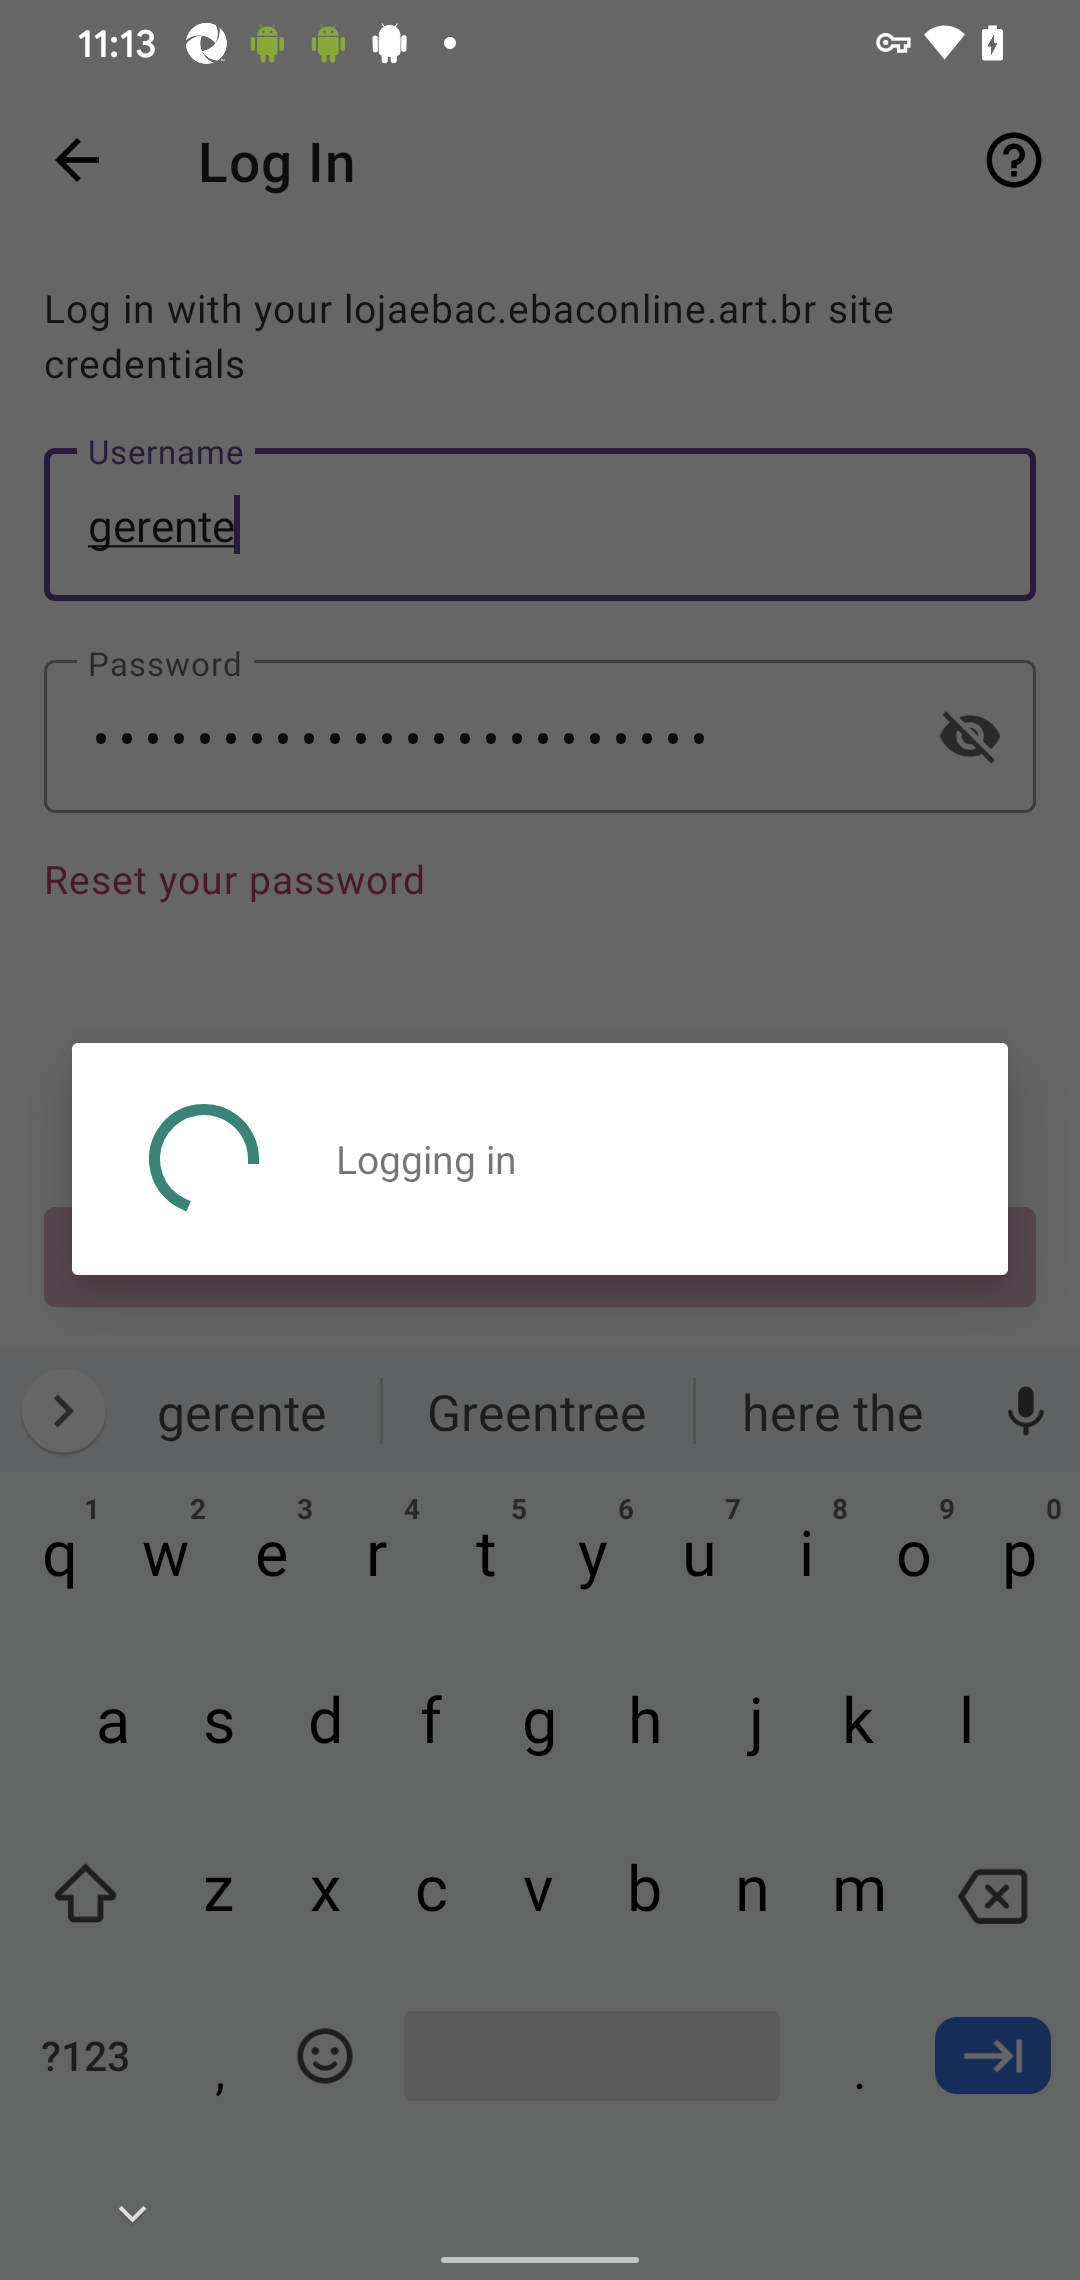 11:13
Log In
Log in with your lojaebac.ebaconline.art.br site
credentials
Username
gerente
Password
Reset your password
Logging in
gerente Greentree here the
1 2 3 4 5 6 7 8 9 0
q w e r t y u i o p
a s d f g h j k l
z x c v b n m
?123 , .